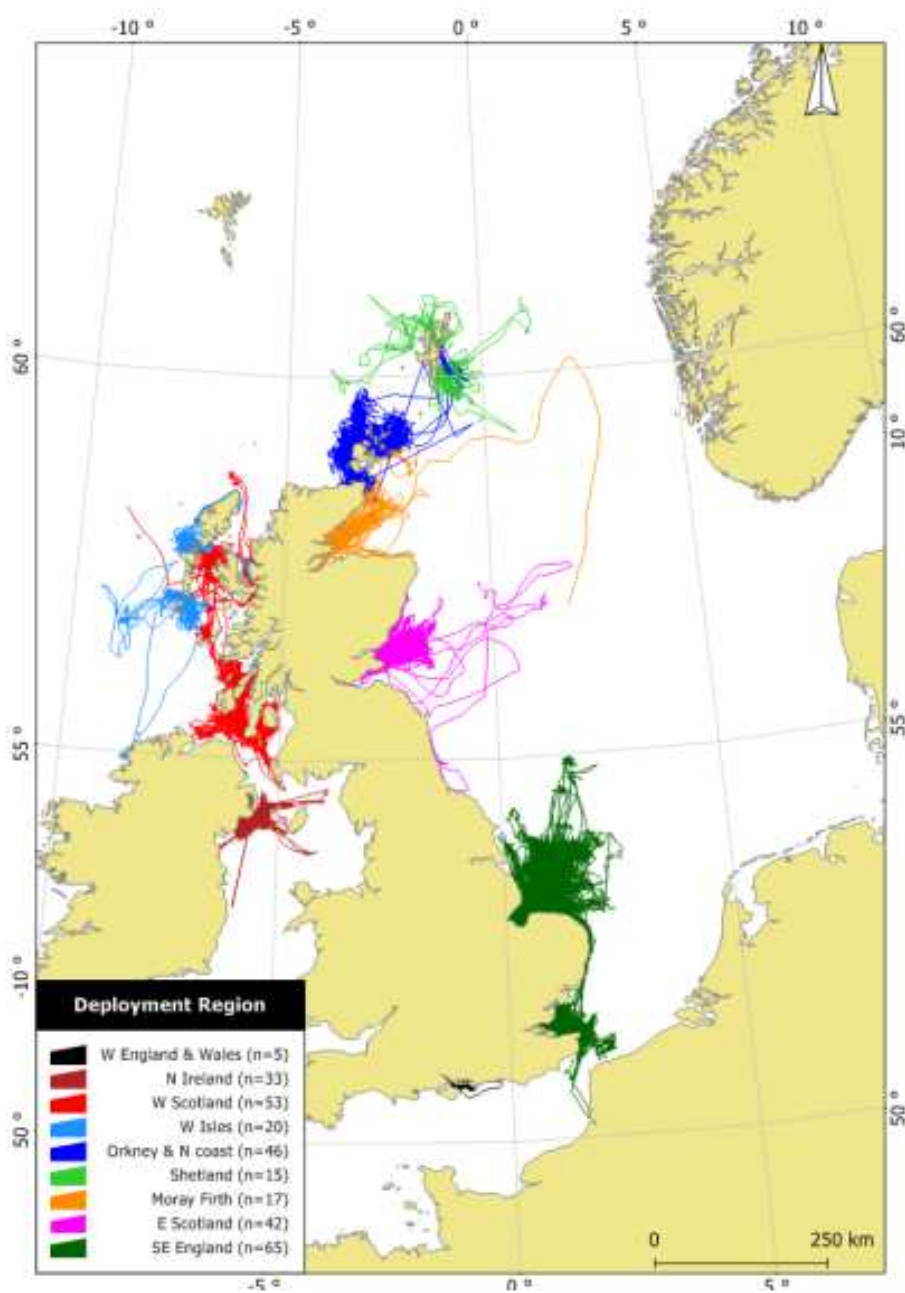 -10 °
-5 °
0 °
5 °
10 °
60 °
60 °
10 °
55 °
55 °
-10 °
50 °
50 °
Deployment Region
W England & Wales (n=5)
N Ireland (n=33)
W Scotland (n=53)
W Isles (n=20)
Orkney & N coast (n=46)
Shetland (n=15)
Moray Firth (n=17)
E Scotland (n=42)
SE England (n=65)
0 250 km
-5 °
0 °
5 °